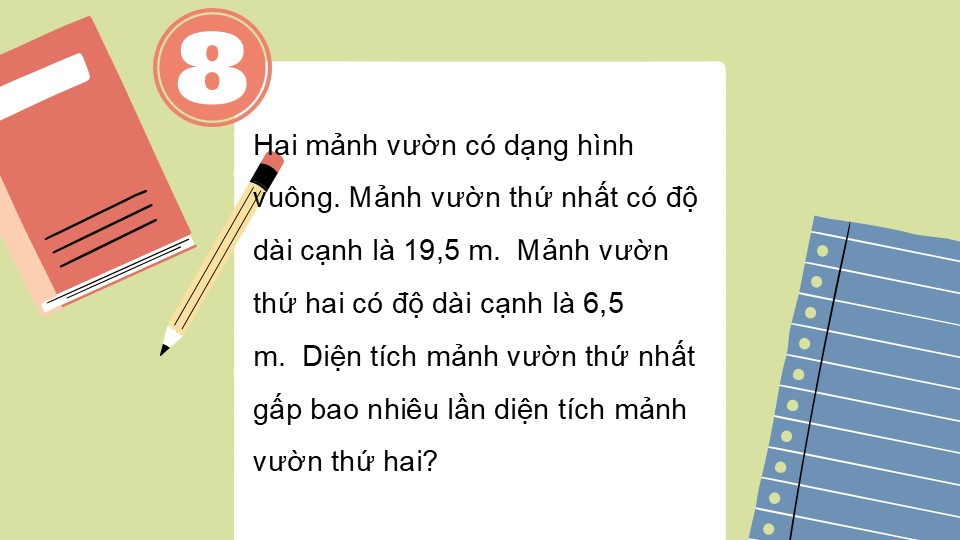 8
Hai mảnh vườn có dạng hình
vuông. Mảnh vườn thứ nhất có độ
dài cạnh là 19,5 m.  Mảnh vườn
thứ hai có độ dài cạnh là 6,5
m.  Diện tích mảnh vườn thứ nhất
gấp bao nhiêu lần diện tích mảnh
vườn thứ hai?